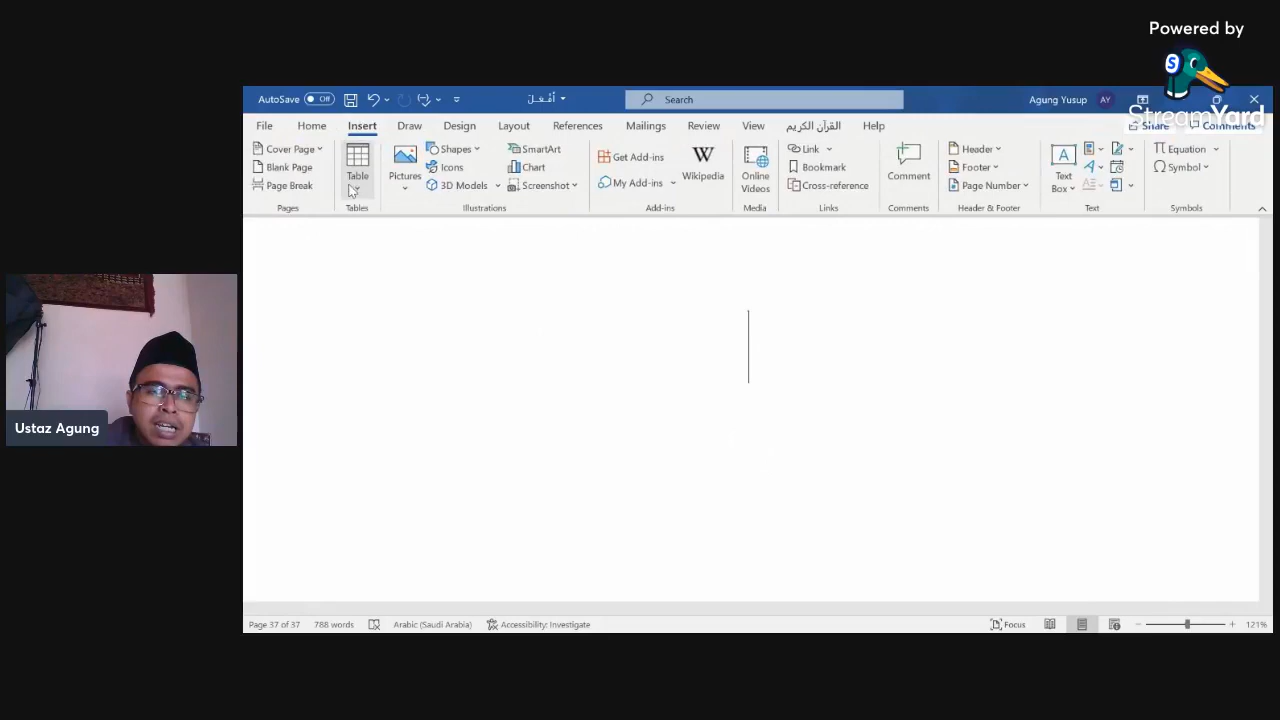 Powered by
StreamYard
AutoSave Off
أَفْـعَـلَ
Search
Agung Yusup AY
File Home Insert Draw Design Layout References Mailings Review View القرآن الكريم Help
Share Comments
Cover Page
Blank Page
Page Break
Pages
Table
Tables
Pictures
Shapes
Icons
3D Models
SmartArt
Chart
Screenshot
Illustrations
Get Add-ins
My Add-ins
W
Wikipedia
Add-ins
Online
Videos
Media
Link
Bookmark
Cross-reference
Links
Comment
Comments
Header
Footer
Page Number
Header & Footer
Text
Box
Text
Equation
Symbol
Symbols
Ustaz Agung
Page 37 of 37 788 words Arabic (Saudi Arabia) Accessibility: Investigate Focus 121%